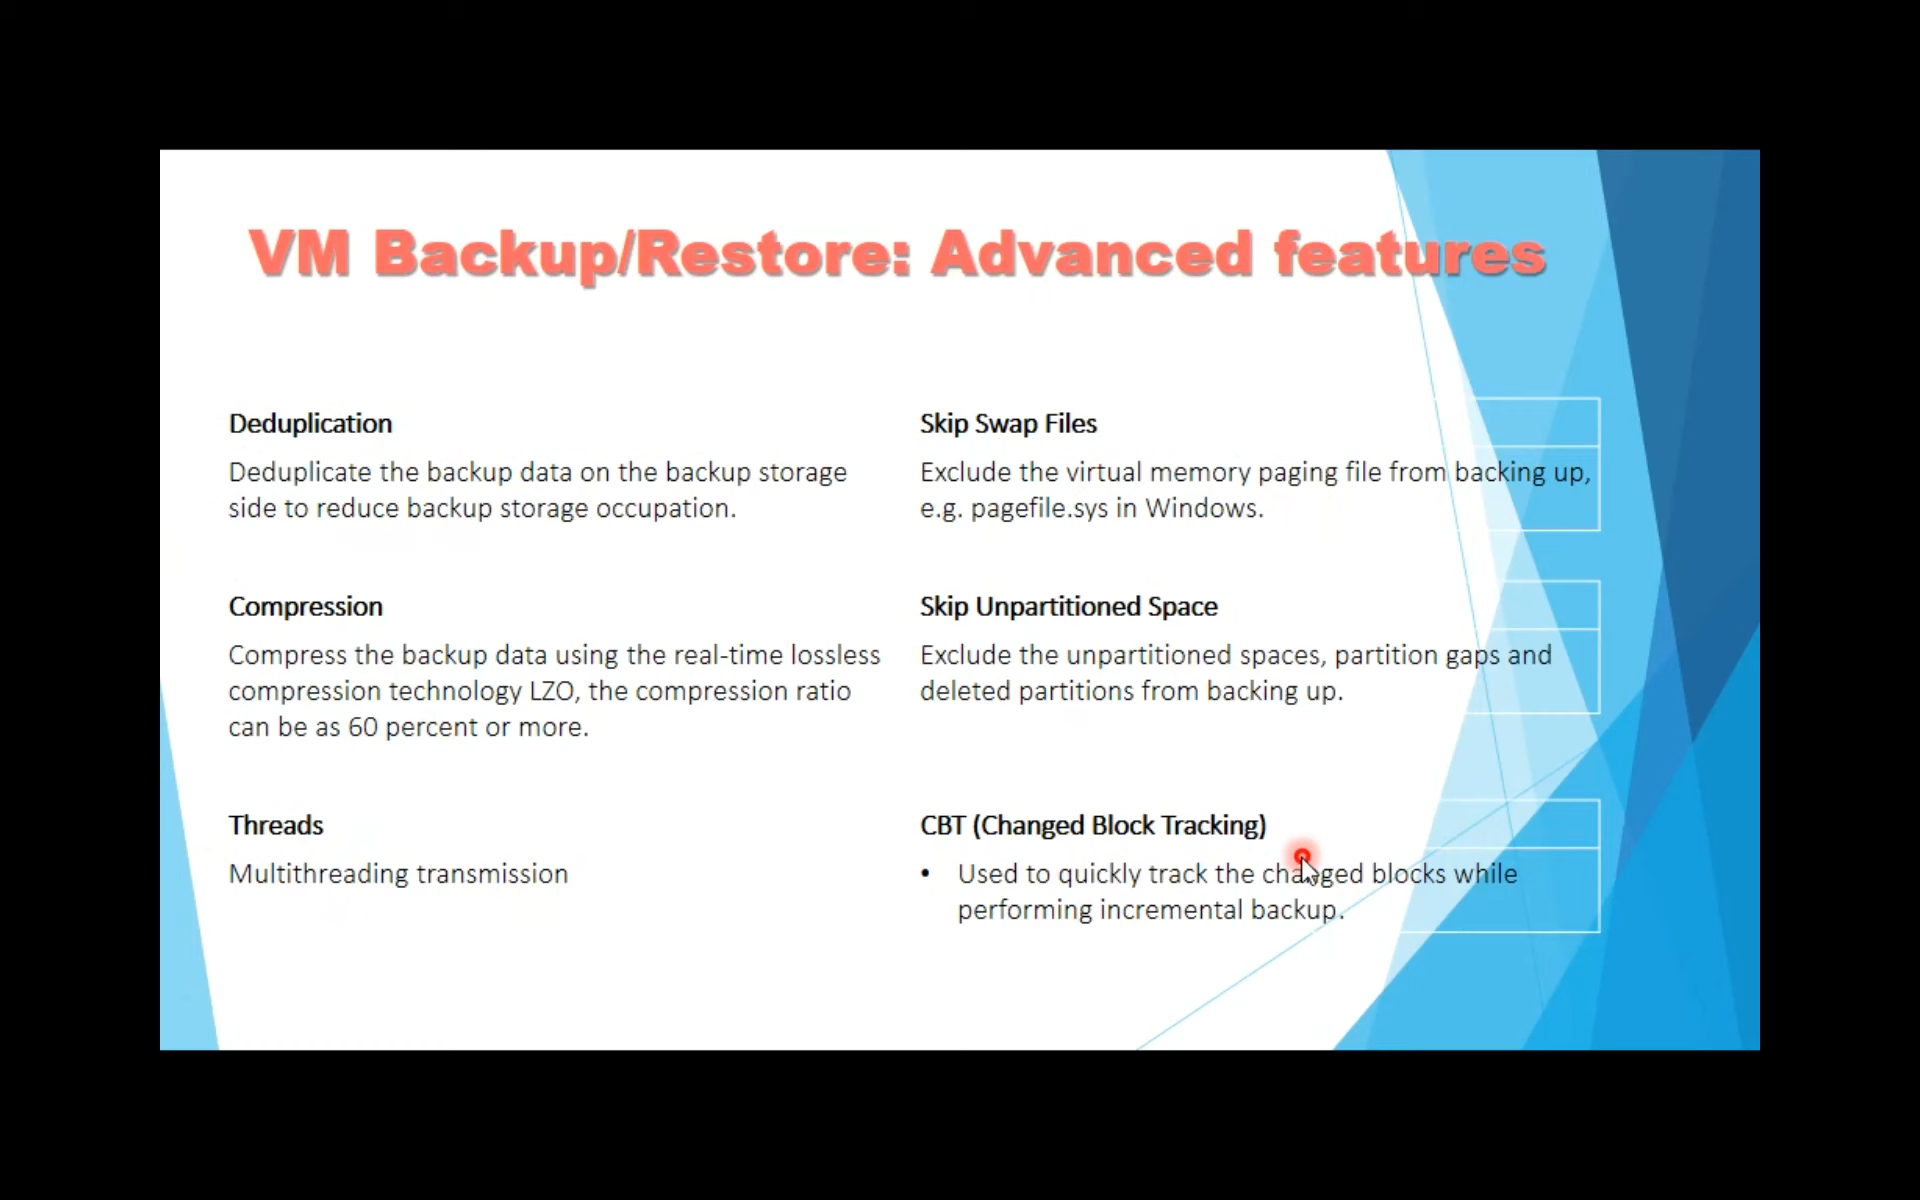 VM Backup/Restore: Advanced features
Deduplication
Deduplicate the backup data on the backup storage
side to reduce backup storage occupation.
Skip Swap Files
Exclude the virtual memory paging file from backing up,
e.g. pagefile.sys in Windows.
Compression
Compress the backup data using the real-time lossless
compression technology LZO, the compression ratio
can be as 60 percent or more.
Skip Unpartitioned Space
Exclude the unpartitioned spaces, partition gaps and
deleted partitions from backing up.
Threads
Multithreading transmission
CBT (Changed Block Tracking)
• Used to quickly track the changed blocks while
performing incremental backup.